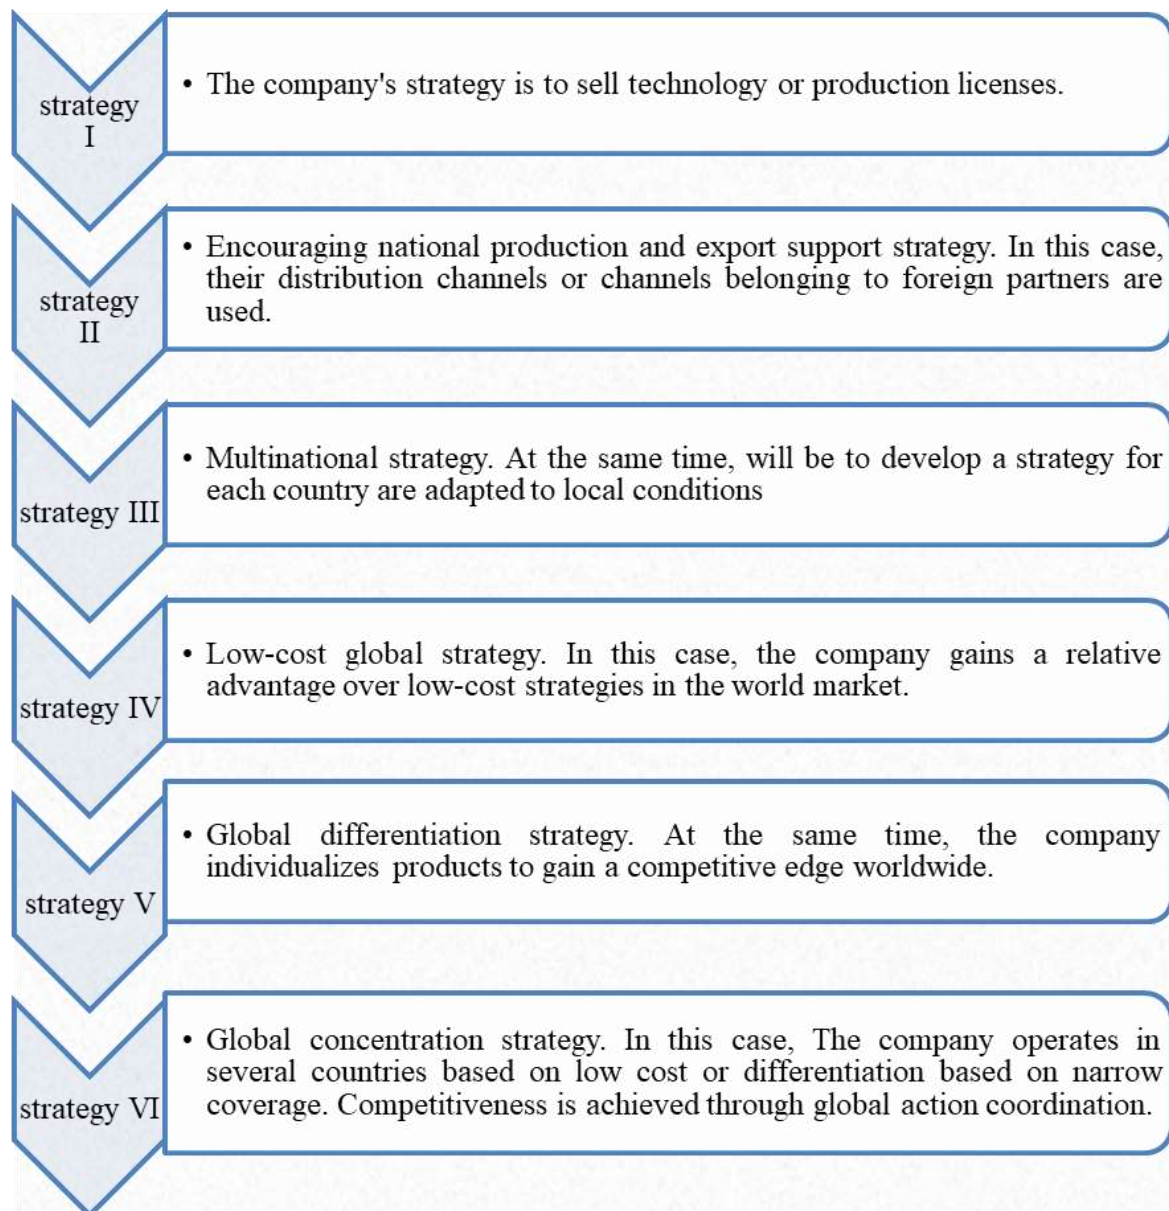 strategy
I
• The company's strategy is to sell technology or production licenses.
strategy
II
• Encouraging national production and export support strategy. In this case,
their distribution channels or channels belonging to foreign partners are
used.
strategy III
• Multinational strategy. At the same time, will be to develop a strategy for
each country are adapted to local conditions
strategy IV
• Low-cost global strategy. In this case, the company gains a relative
advantage over low-cost strategies in the world market.
strategy V
• Global differentiation strategy. At the same time, the company
individualizes products to gain a competitive edge worldwide.
strategy VI
• Global concentration strategy. In this case, The company operates in
several countries based on low cost or differentiation based on narrow
coverage. Competitiveness is achieved through global action coordination.